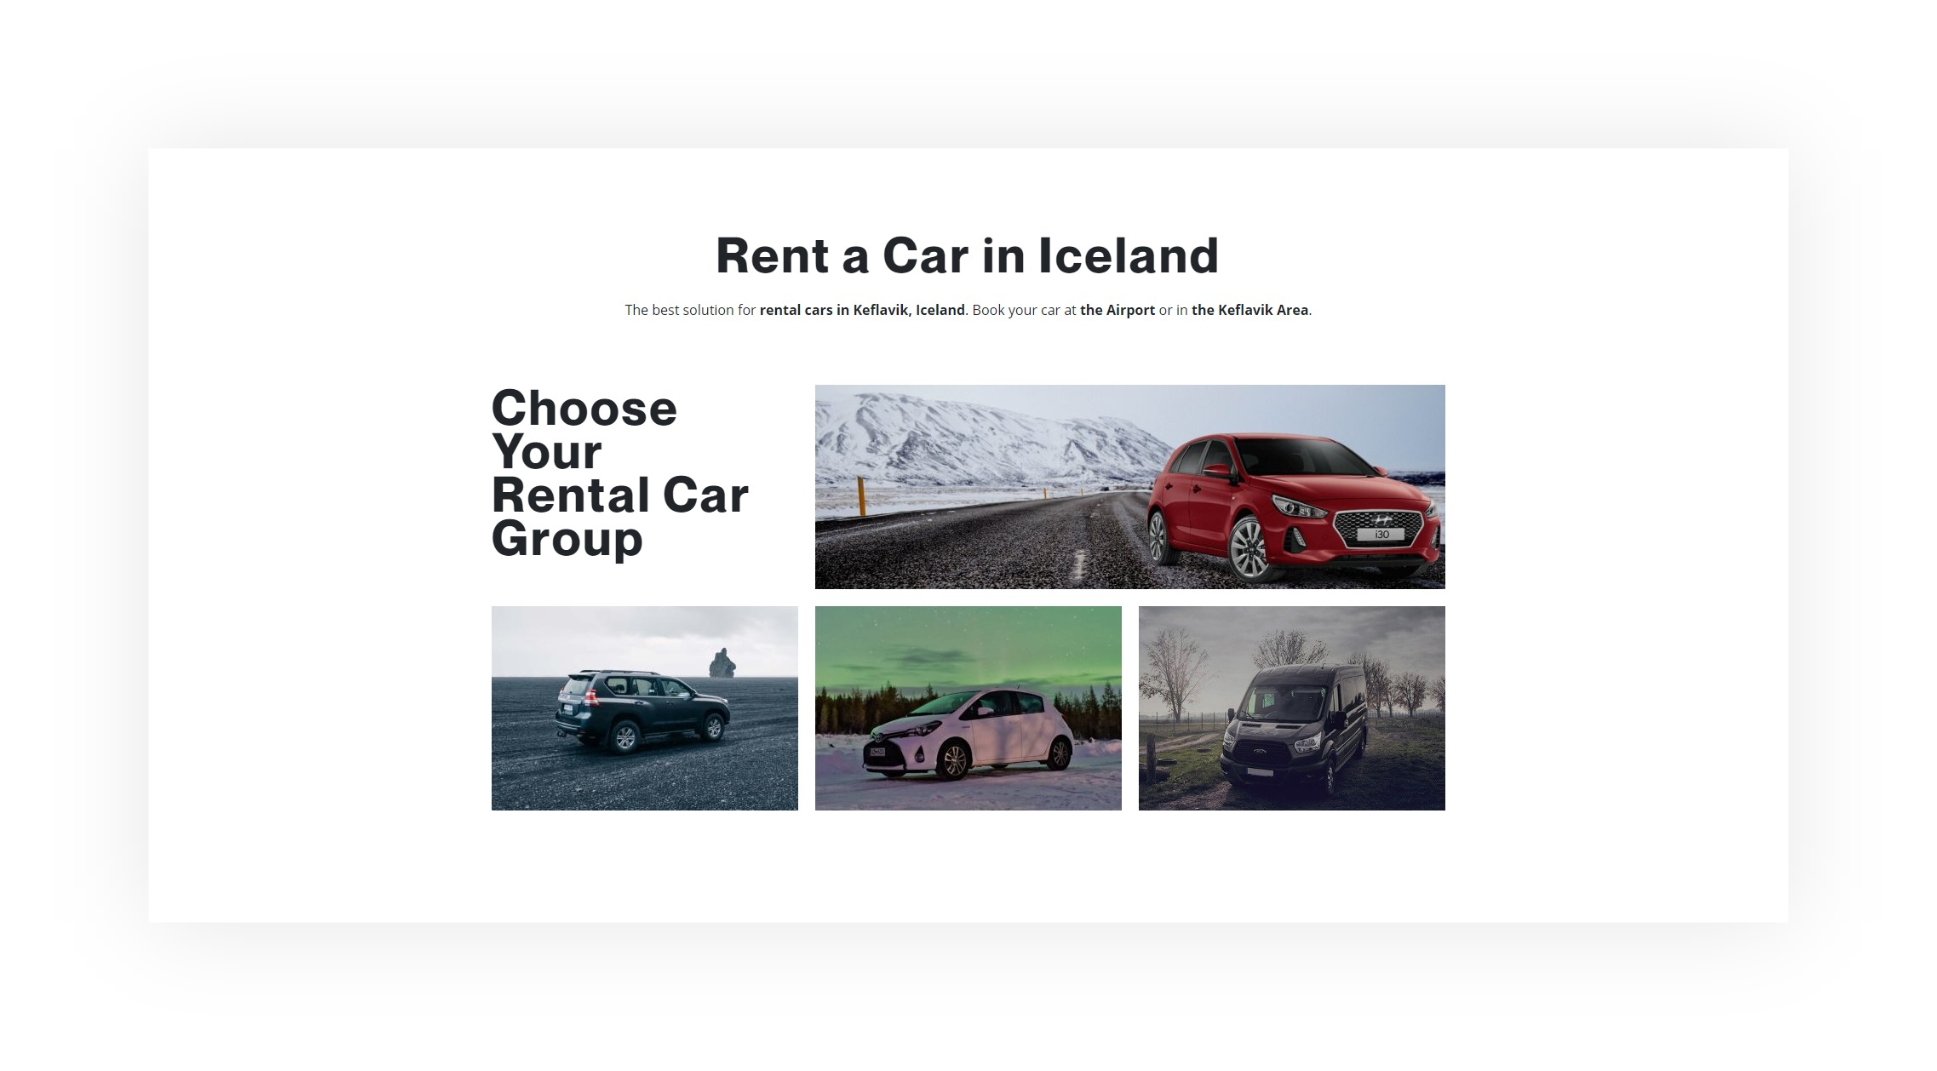 Rent a Car in Iceland
The best solution for rental cars in Keflavik, Iceland. Book your car at the Airport or in the Keflavik Area.
Choose
Your
Rental Car
Group
i30